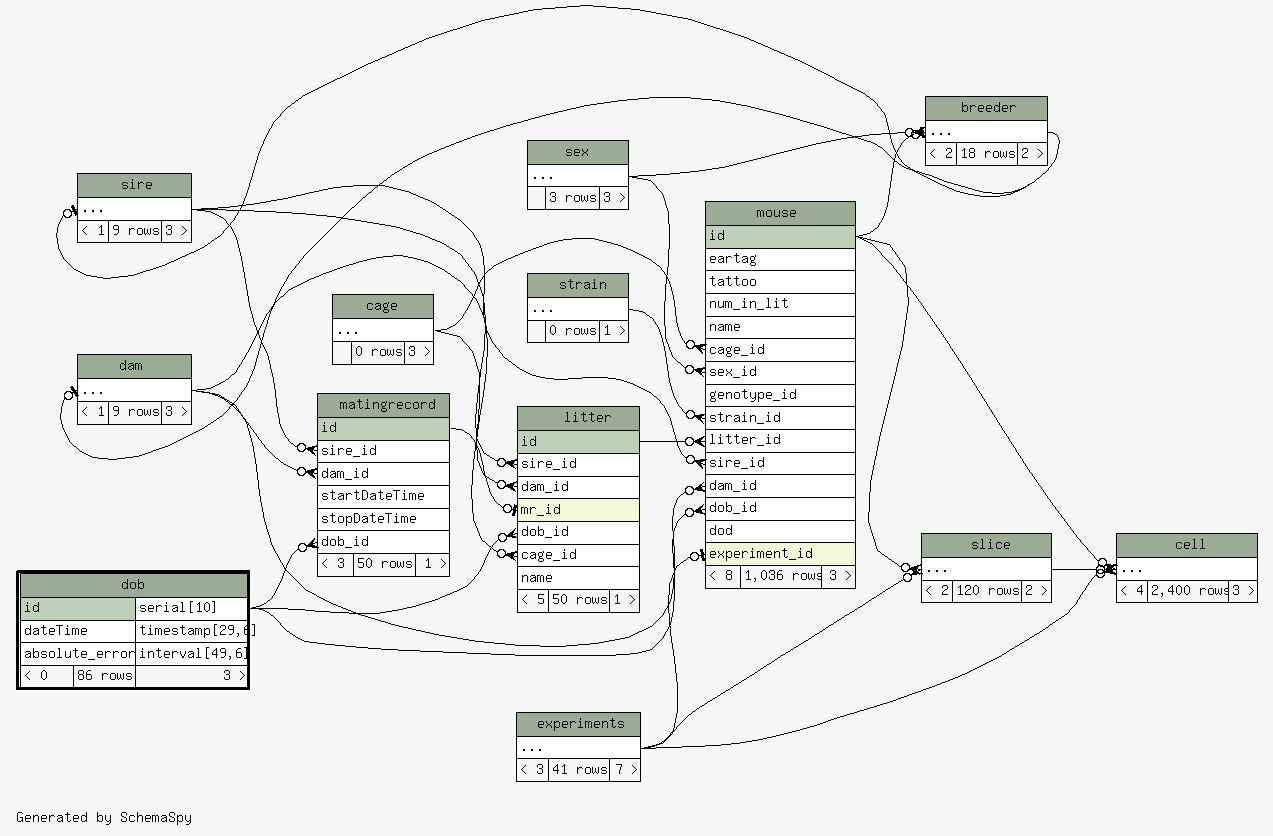 breeder
...
< 2 18 rows 2 >
sex
...
3 rows 3 >
sire
...
< 1 9 rows 3 >
mouse
id
eartag
tattoo
num_in_lit
name
cage_id
sex_id
genotype_id
strain_id
litter_id
sire_id
dam_id
dob_id
dod
experiment_id
< 8 1,036 rows 3 >
strain
...
0 rows 1 >
cage
...
0 rows 3 >
dam
...
< 1 9 rows 3 >
matingrecord
id
sire_id
dam_id
startDateTime
stopDateTime
dob_id
< 3 50 rows 1 >
litter
id
sire_id
dam_id
mr_id
dob_id
cage_id
name
< 5 50 rows 1 >
slice
...
< 2 120 rows 2 >
cell
...
< 4 2,400 rows 3 >
dob
id serial[10]
dateTime timestamp[29,6]
absolute_error interval[49,6]
< 0 86 rows 3 >
experiments
...
< 3 41 rows 7 >
Generated by SchemaSpy